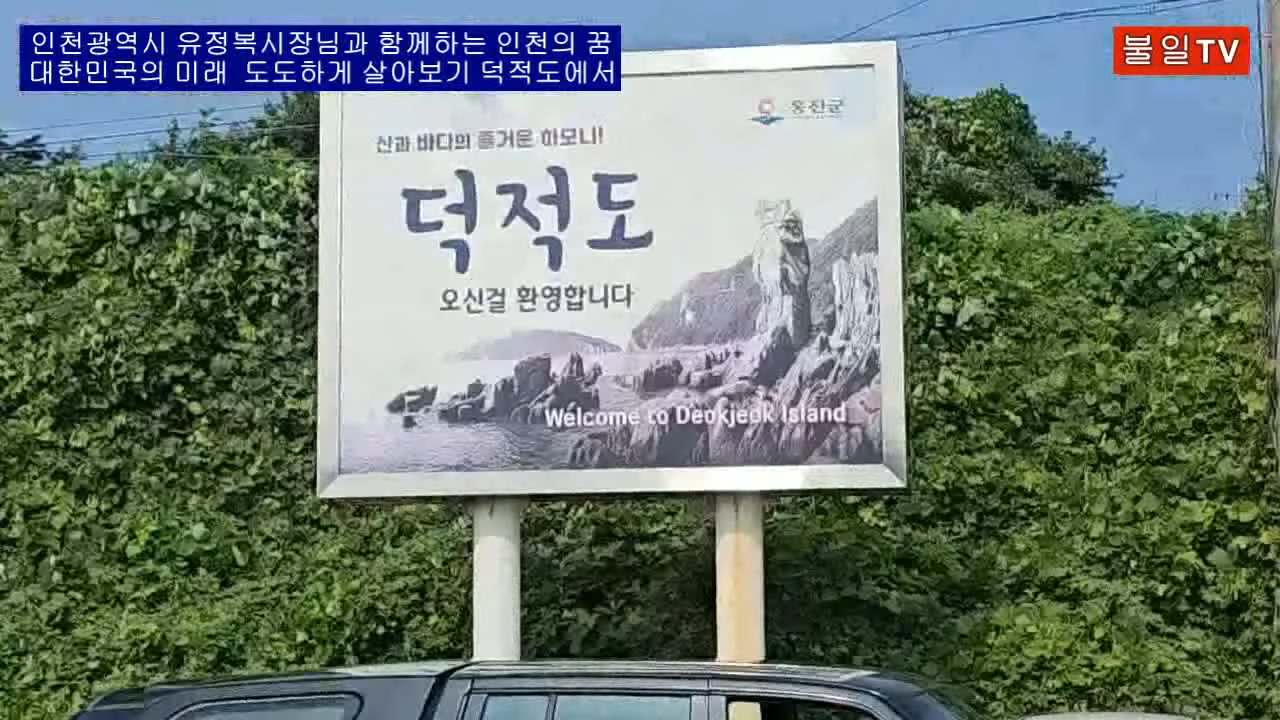 인천광역시 유정복시장님과 함께하는 인천의 꿈
대한민국의 미래 도도하게 살아보기 덕적도에서
불일TV
옹진군
산과 바다의 즐거운 하모니!
덕적도
오신걸 환영합니다
Welcome to Deokjeok Island